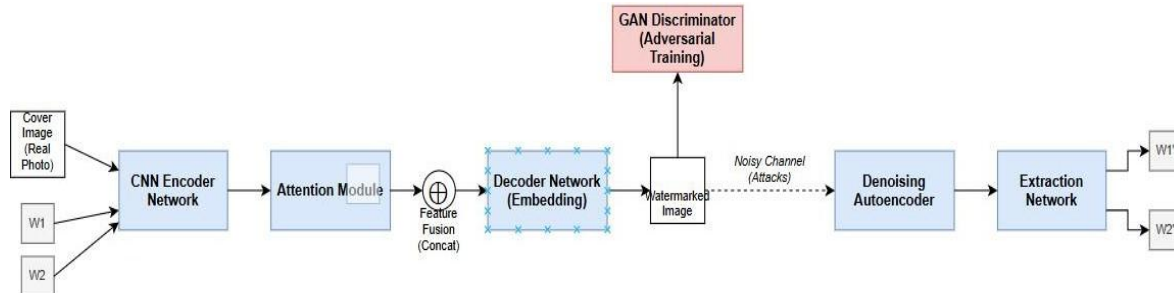 GAN Discriminator
(Adversarial
Training)
Cover
Image
(Real
Photo)
W1
W2
CNN Encoder
Network
Attention Module
Feature
Fusion
(Concat)
Decoder Network
(Embedding)
Watermarked
Image
Noisy Channel
(Attacks)
Denoising
Autoencoder
Extraction
Network
W1'
W2'